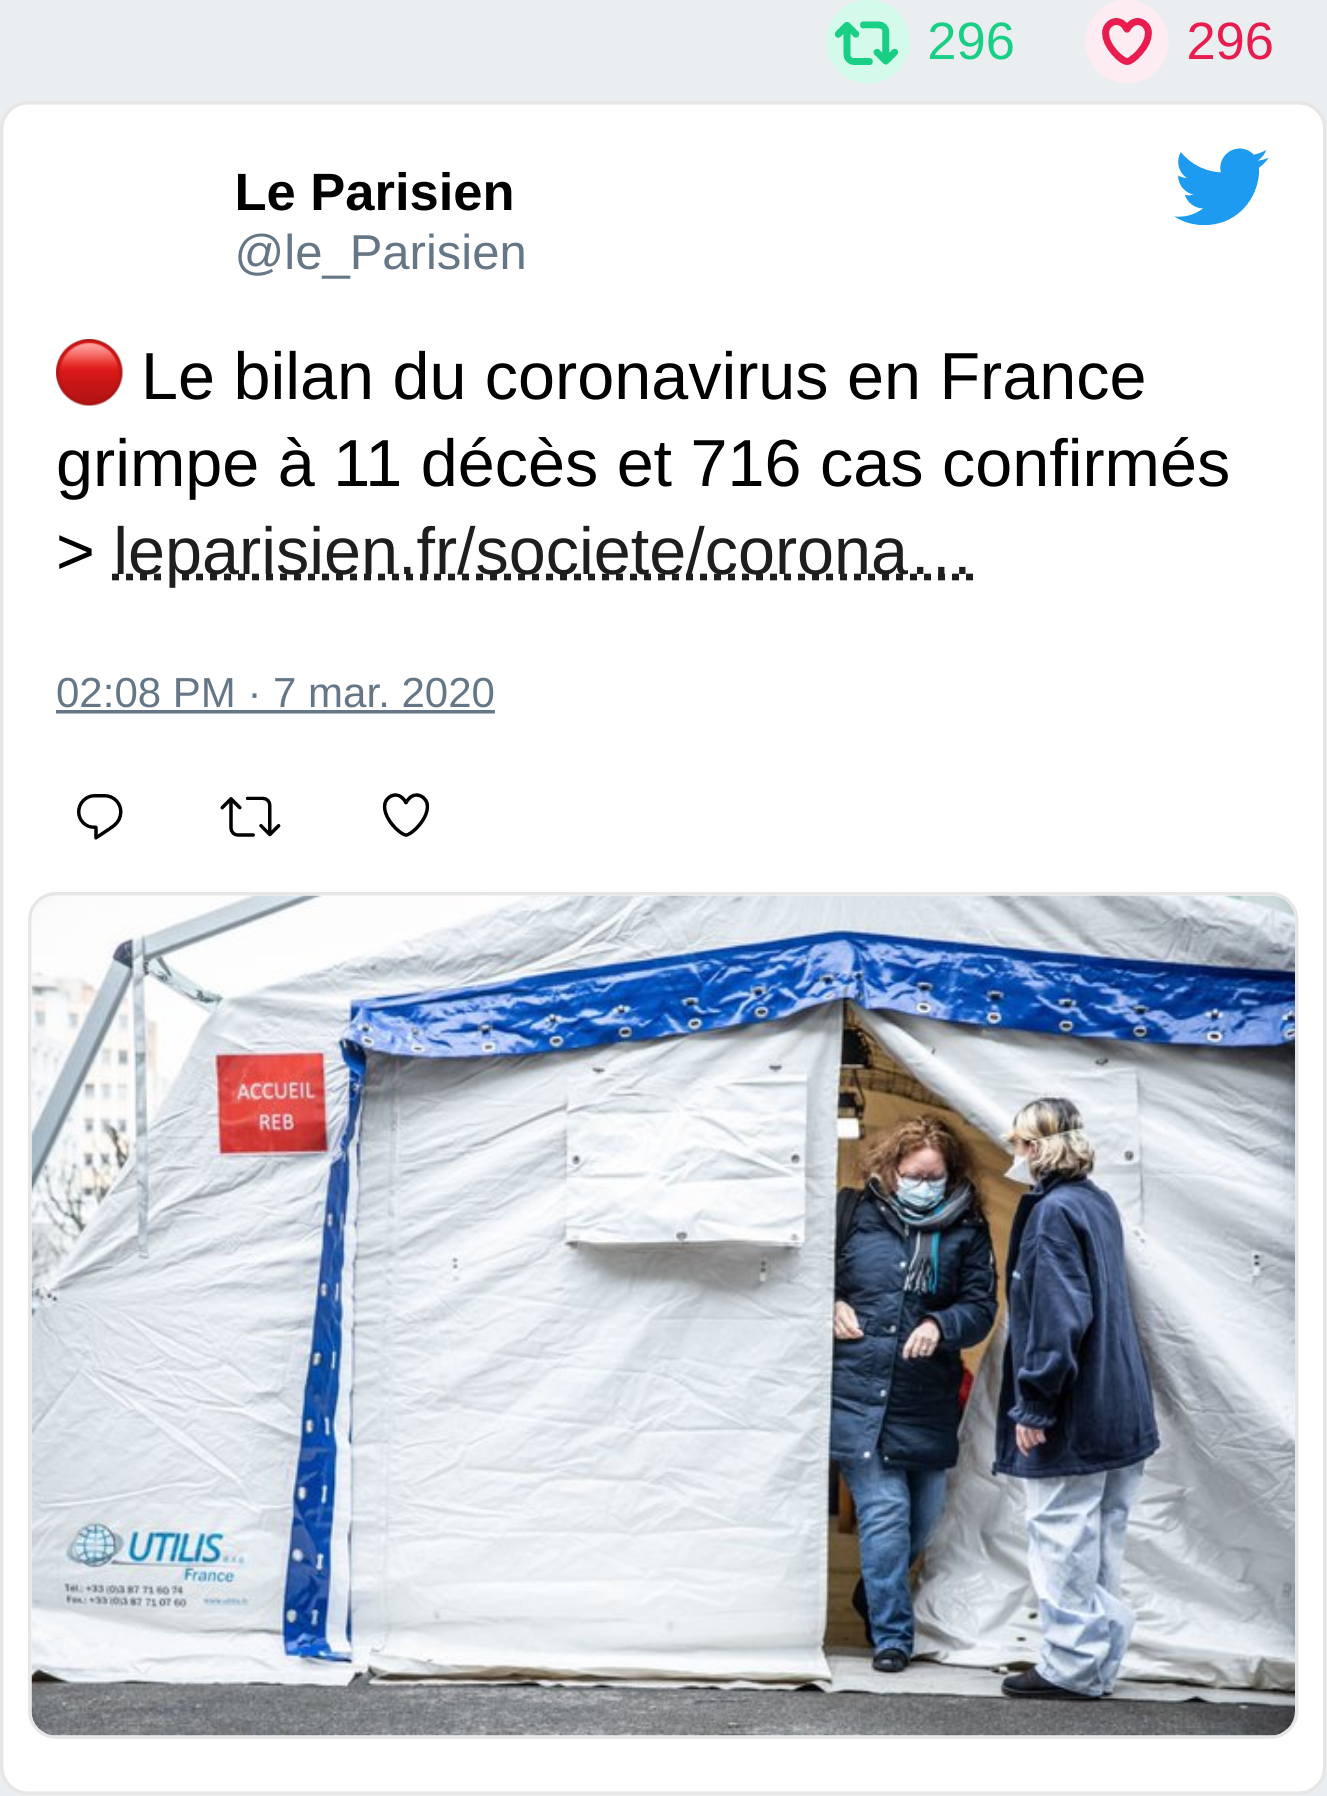 296 296
Le Parisien
@le_Parisien
🔴 Le bilan du coronavirus en France
grimpe à 11 décès et 716 cas confirmés
> leparisien.fr/societe/corona…
02:08 PM · 7 mar. 2020
ACCUEIL
REB
UTILIS
France
Tel.: +33 (0)3 87 71 60 74
Fax.: +33 (0)3 87 71 07 60